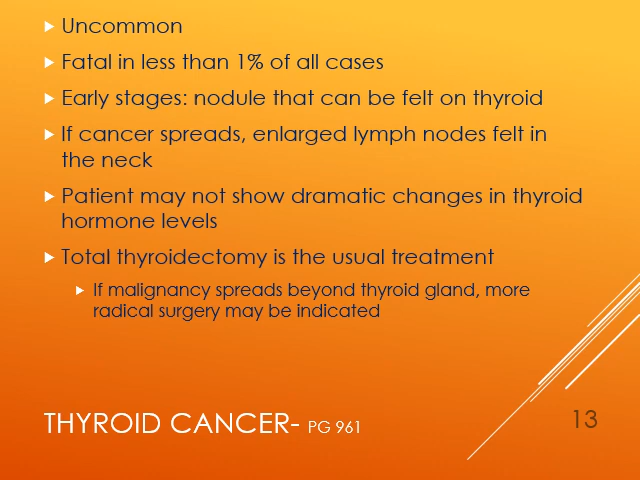 Uncommon
Fatal in less than 1% of all cases
Early stages: nodule that can be felt on thyroid
If cancer spreads, enlarged lymph nodes felt in
the neck
Patient may not show dramatic changes in thyroid
hormone levels
Total thyroidectomy is the usual treatment
If malignancy spreads beyond thyroid gland, more
radical surgery may be indicated
THYROID CANCER- PG 961
13